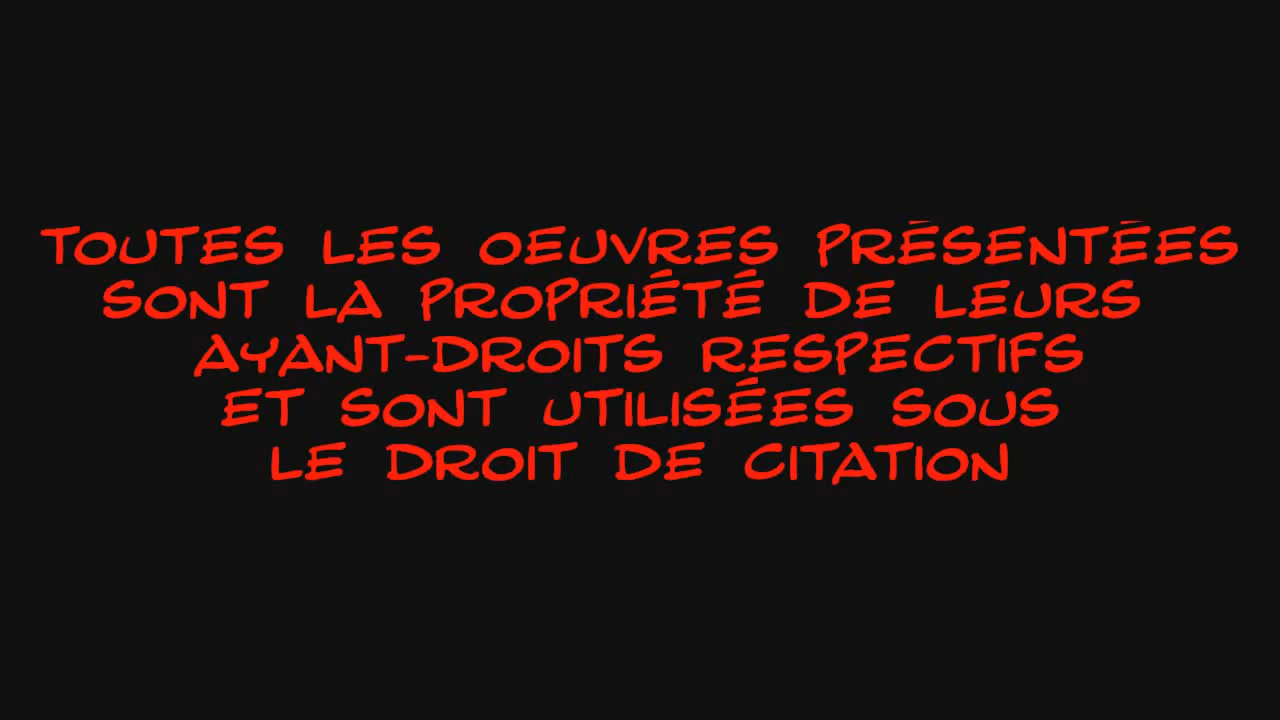 TOUTES LES OEUVRES PRÉSENTÉES
SONT LA PROPRIÉTÉ DE LEURS
AYANT-DROITS RESPECTIFS
ET SONT UTILISÉES SOUS
LE DROIT DE CITATION